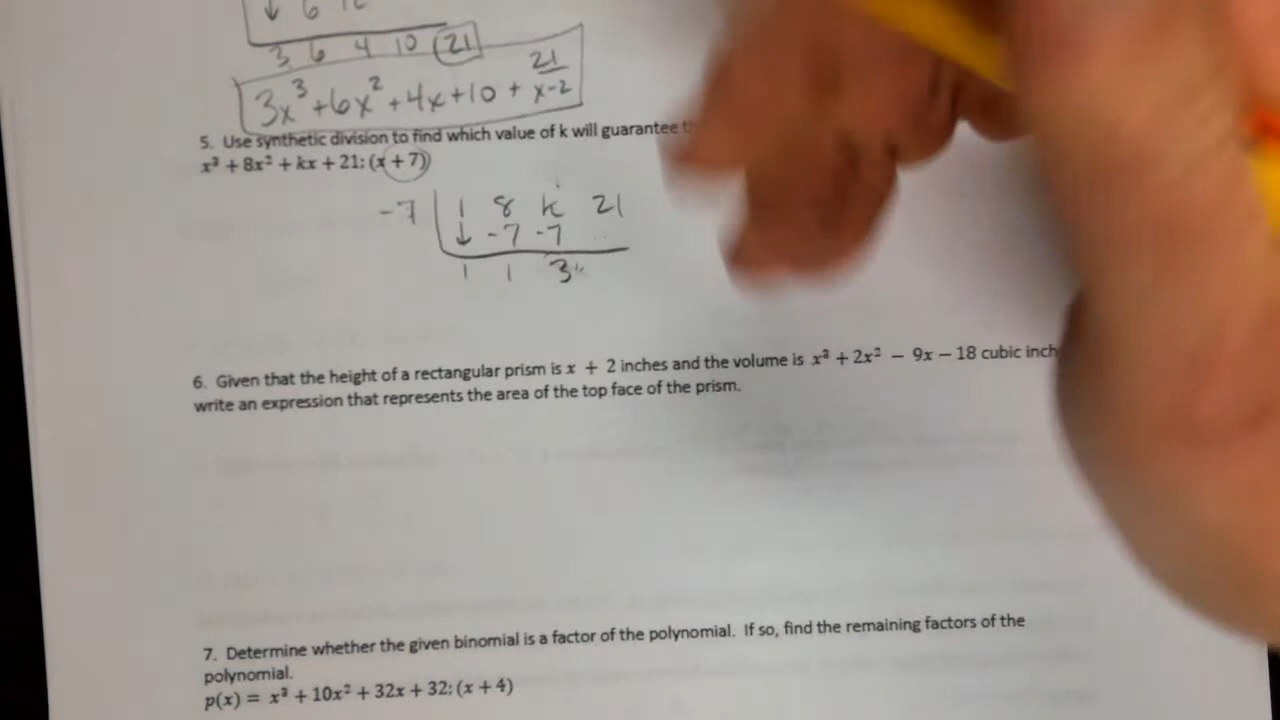 ↓ 6 12
3 6 4 10 21
3x³ + 6x² + 4x + 10 + 21/x-2
5. Use synthetic division to find which value of k will guarantee
x³ + 8x² + kx + 21; (x + 7)
-7 1 8 k 21
↓ -7 -7
1 1 3
6. Given that the height of a rectangular prism is x + 2 inches and the volume is x³ + 2x² − 9x − 18 cubic
write an expression that represents the area of the top face of the prism.
7. Determine whether the given binomial is a factor of the polynomial. If so, find the remaining factors of the
polynomial.
p(x) = x³ + 10x² + 32x + 32; (x + 4)